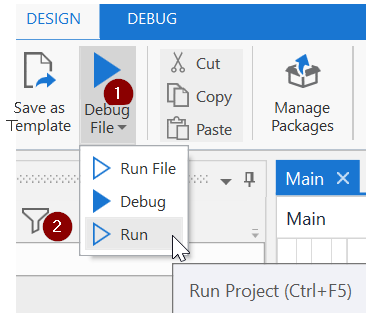 DESIGN
DEBUG
Save as
Template
1
Debug
File
Cut
Copy
Paste
Manage
Packages
Run File
Debug
2
Run
Main
Main
Run Project (Ctrl+F5)